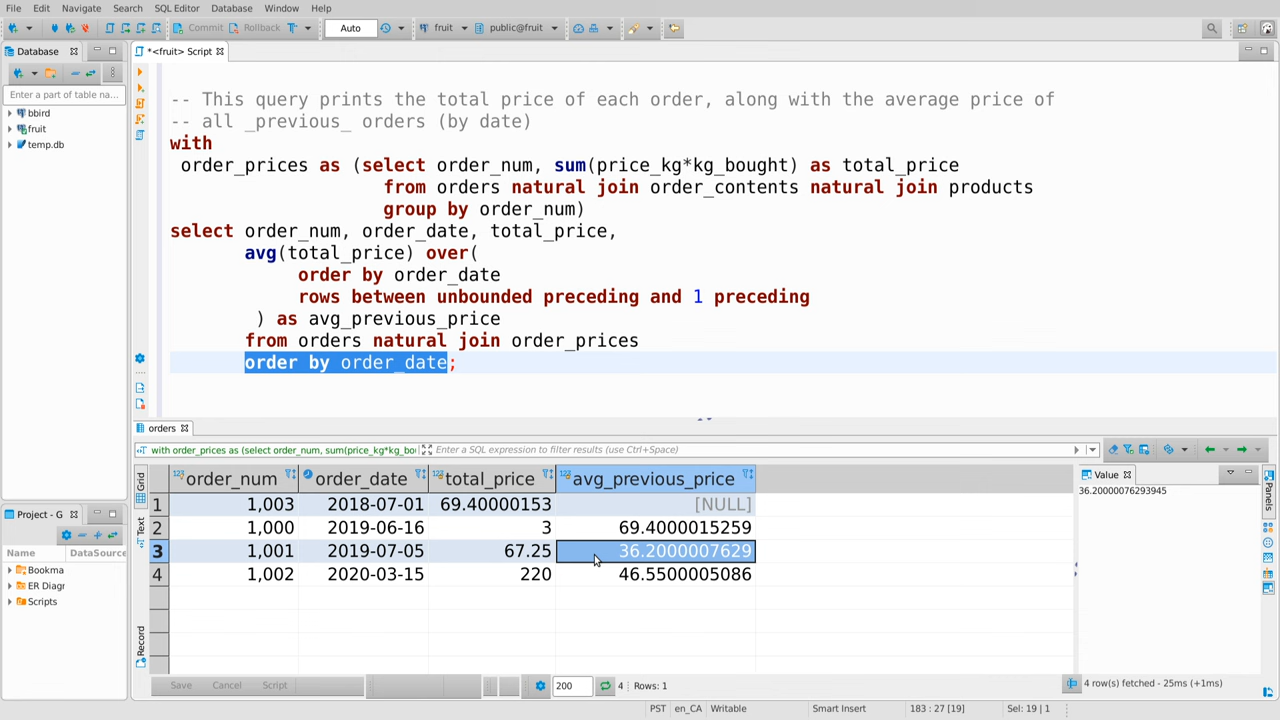 File Edit Navigate Search SQL Editor Database Window Help
Commit Rollback Auto fruit public@fruit
Database *<fruit> Script
Enter a part of table na...
bbird
fruit
temp.db
-- This query prints the total price of each order, along with the average price of
-- all _previous_ orders (by date)
with
order_prices as (select order_num, sum(price_kg*kg_bought) as total_price
from orders natural join order_contents natural join products
group by order_num)
select order_num, order_date, total_price,
avg(total_price) over(
order by order_date
rows between unbounded preceding and 1 preceding
) as avg_previous_price
from orders natural join order_prices
order by order_date;
orders
with order_prices as (select order_num, sum(price_kg*kg_bo Enter a SQL expression to filter results (use Ctrl+Space)
Grid
Text
Record
order_num order_date total_price avg_previous_price
1 1,003 2018-07-01 69.40000153 [NULL]
2 1,000 2019-06-16 3 69.4000015259
3 1,001 2019-07-05 67.25 36.2000007629
4 1,002 2020-03-15 220 46.5500005086
Value
36.20000076293945
Panels
Project - G
Name DataSource
Bookma
ER Diagr
Scripts
Save Cancel Script 200 4 Rows: 1
4 row(s) fetched - 25ms (+1ms)
PST en_CA Writable Smart Insert 183 : 27 [19] Sel: 19 | 1